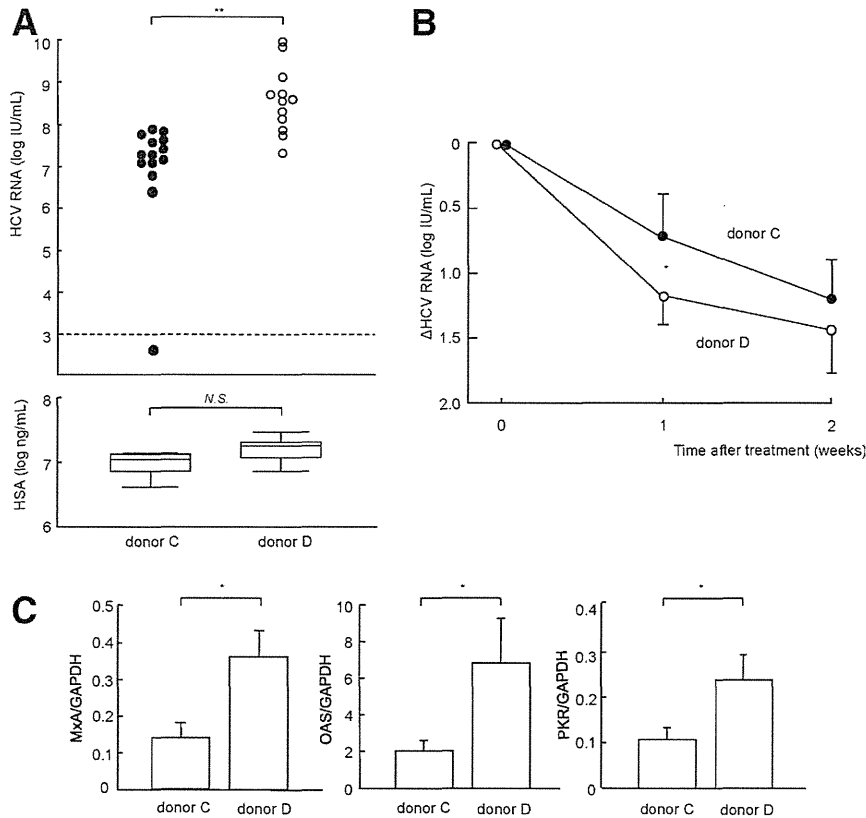 A
**
HCV RNA (log IU/mL)
10
9
8
7
6
5
4
3
HSA (log ng/mL)
8
7
6
N.S.
donor C
donor D
B
ΔHCV RNA (log IU/mL)
0
0.5
1.0
1.5
2.0
donor C
*
donor D
0
1
2
Time after treatment (weeks)
C
MxA/GAPDH
0.5
0.4
0.3
0.2
0.1
0
*
donor C
donor D
OAS/GAPDH
10
8
6
4
2
0
*
donor C
donor D
PKR/GAPDH
0.4
0.3
0.2
0.1
0
*
donor C
donor D